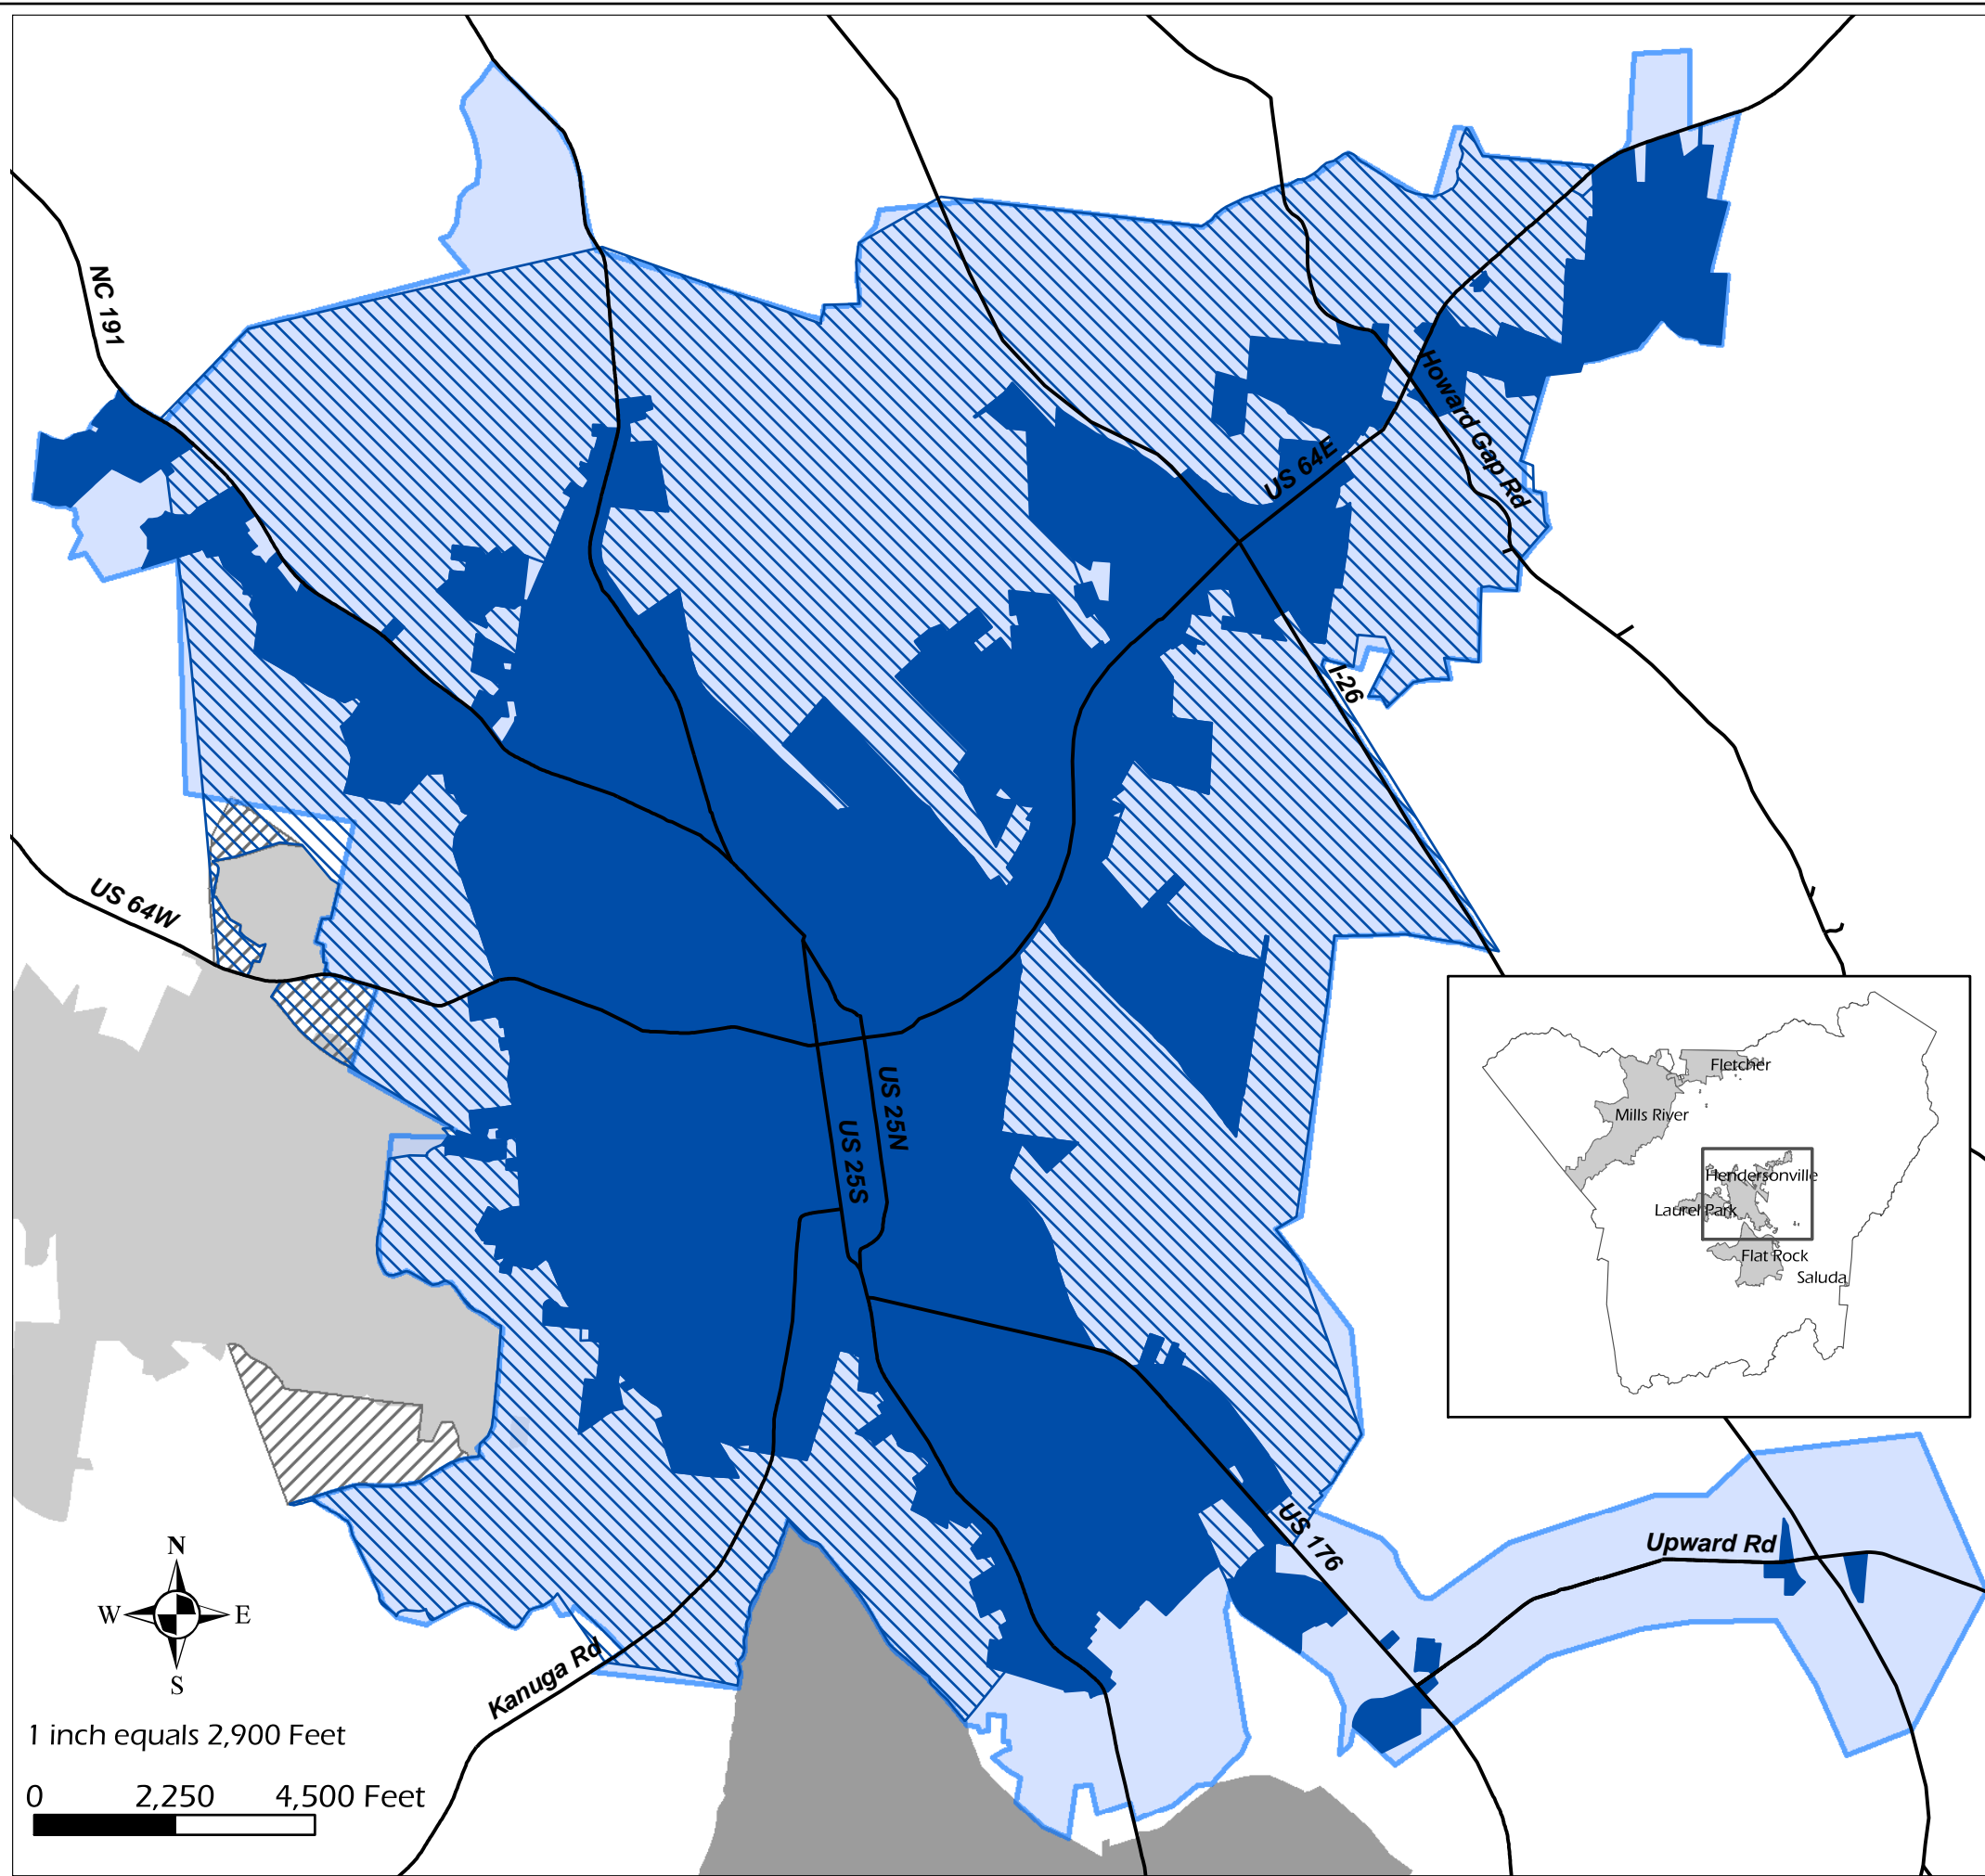 NC 191
Howard Gap Rd
US 64E
I-26
US 64W
Fletcher
Mills River
US 25N
US 25S
Hendersonville
Laurel Park
Flat Rock
Saluda
US 176
Upward Rd
N
W
E
S
Kanuga Rd
1 inch equals 2,900 Feet
0 2,250 4,500 Feet